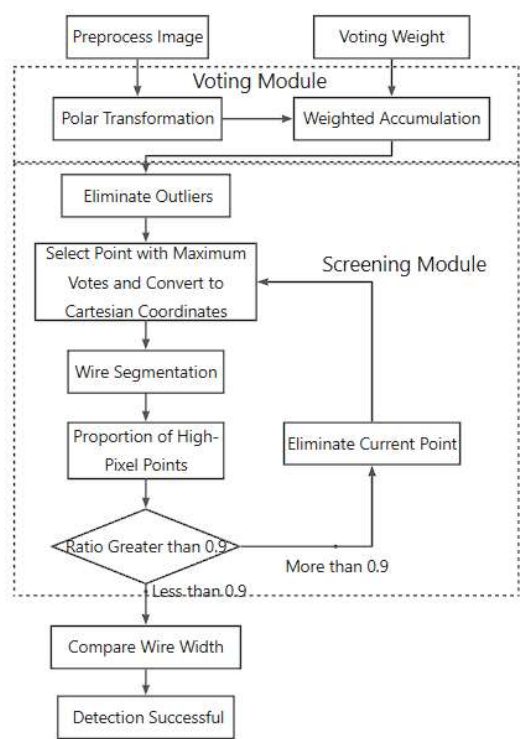 Preprocess Image
Voting Weight
Voting Module
Polar Transformation
Weighted Accumulation
Eliminate Outliers
Select Point with Maximum
Votes and Convert to
Cartesian Coordinates
Screening Module
Wire Segmentation
Proportion of High-
Pixel Points
Eliminate Current Point
Ratio Greater than 0.9
More than 0.9
Less than 0.9
Compare Wire Width
Detection Successful